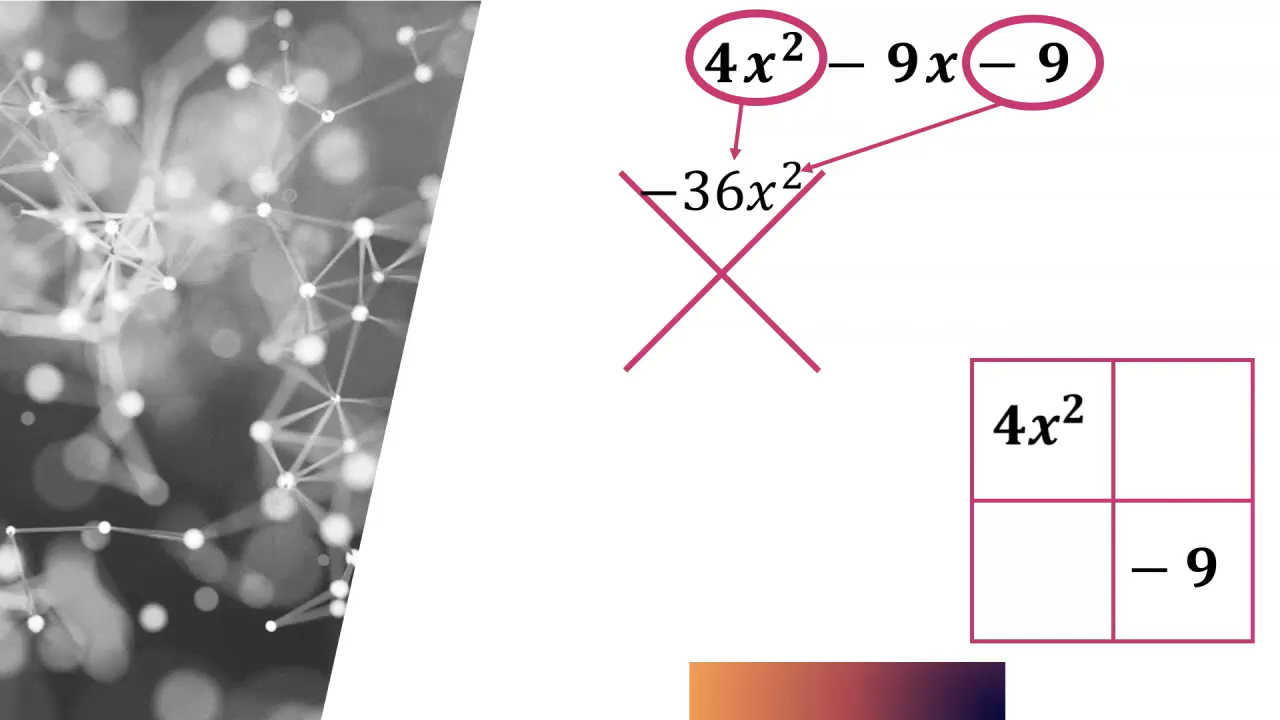 4x² − 9x − 9
−36x²
4x²
− 9